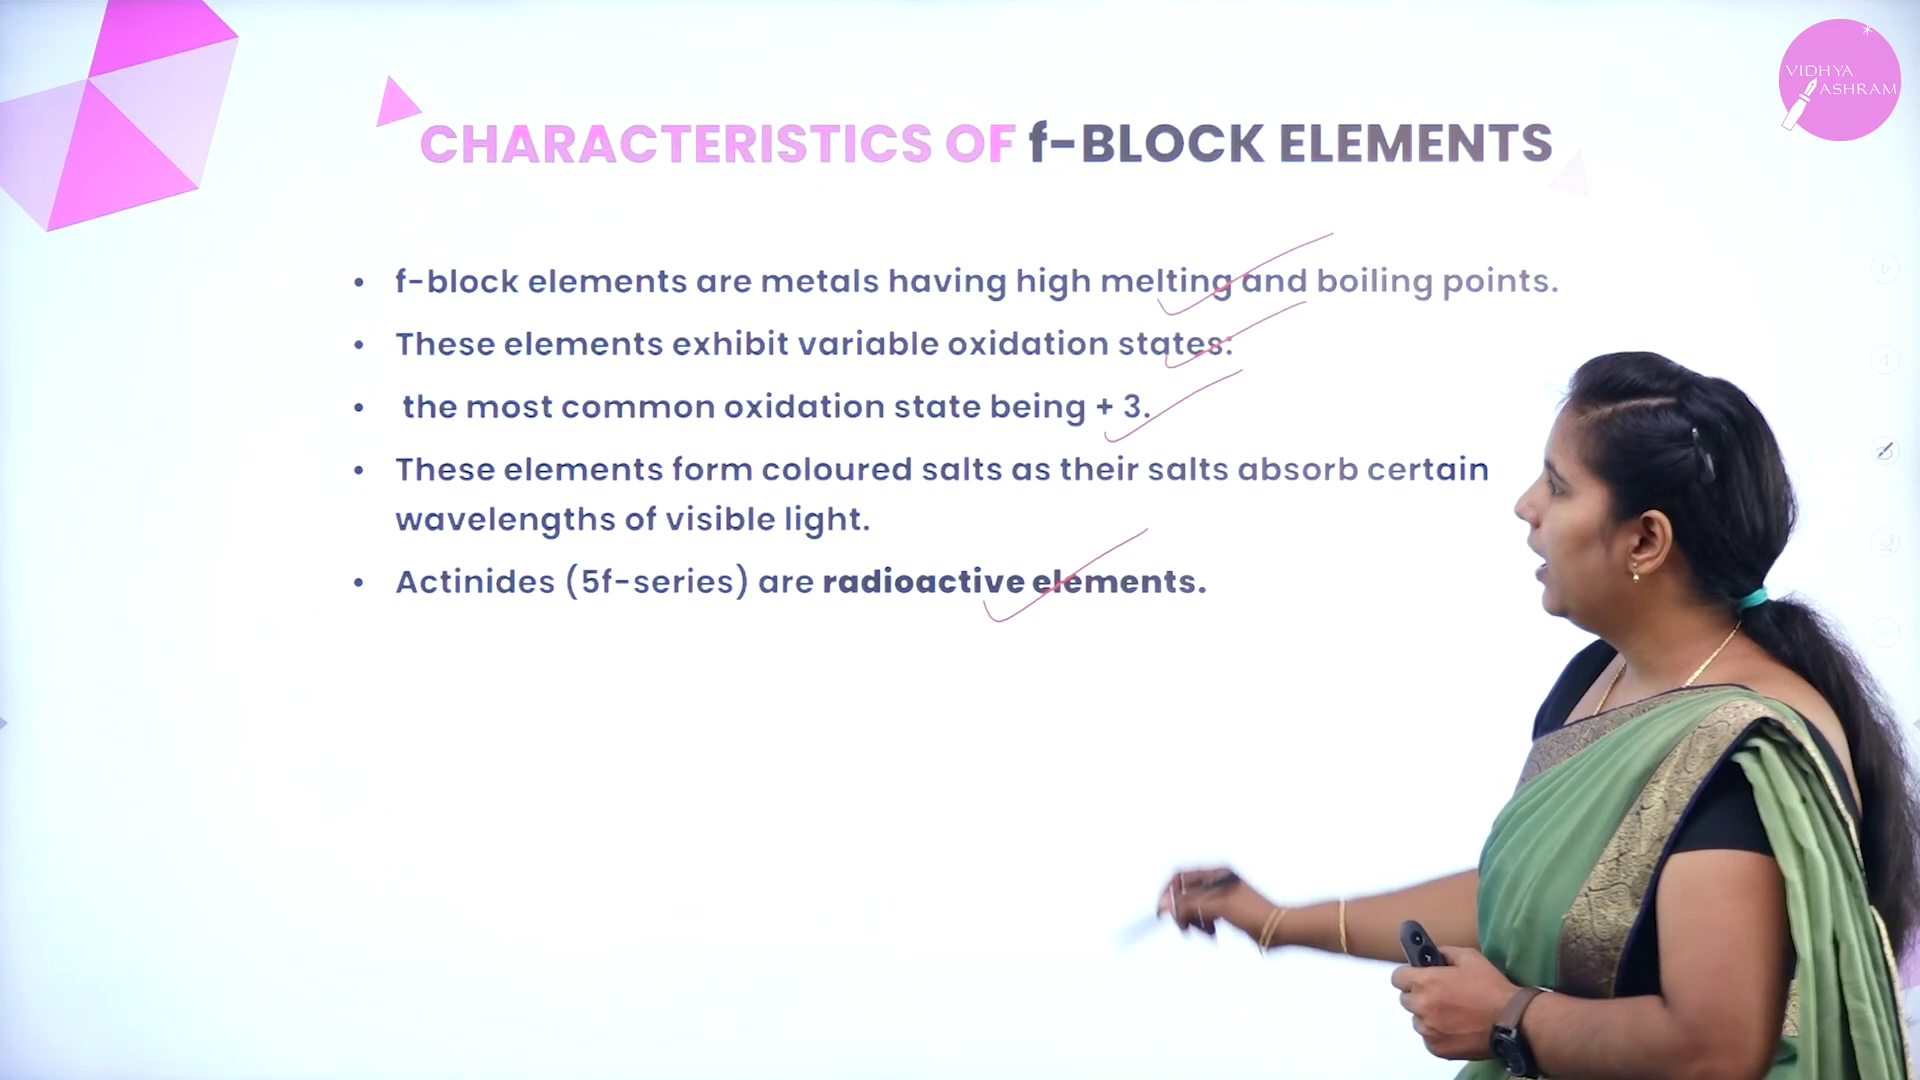 VIDHYA
ASHRAM
CHARACTERISTICS OF f-BLOCK ELEMENTS
• f-block elements are metals having high melting and boiling points.
• These elements exhibit variable oxidation states:
• the most common oxidation state being + 3.
• These elements form coloured salts as their salts absorb certain
wavelengths of visible light.
• Actinides (5f-series) are radioactive elements.